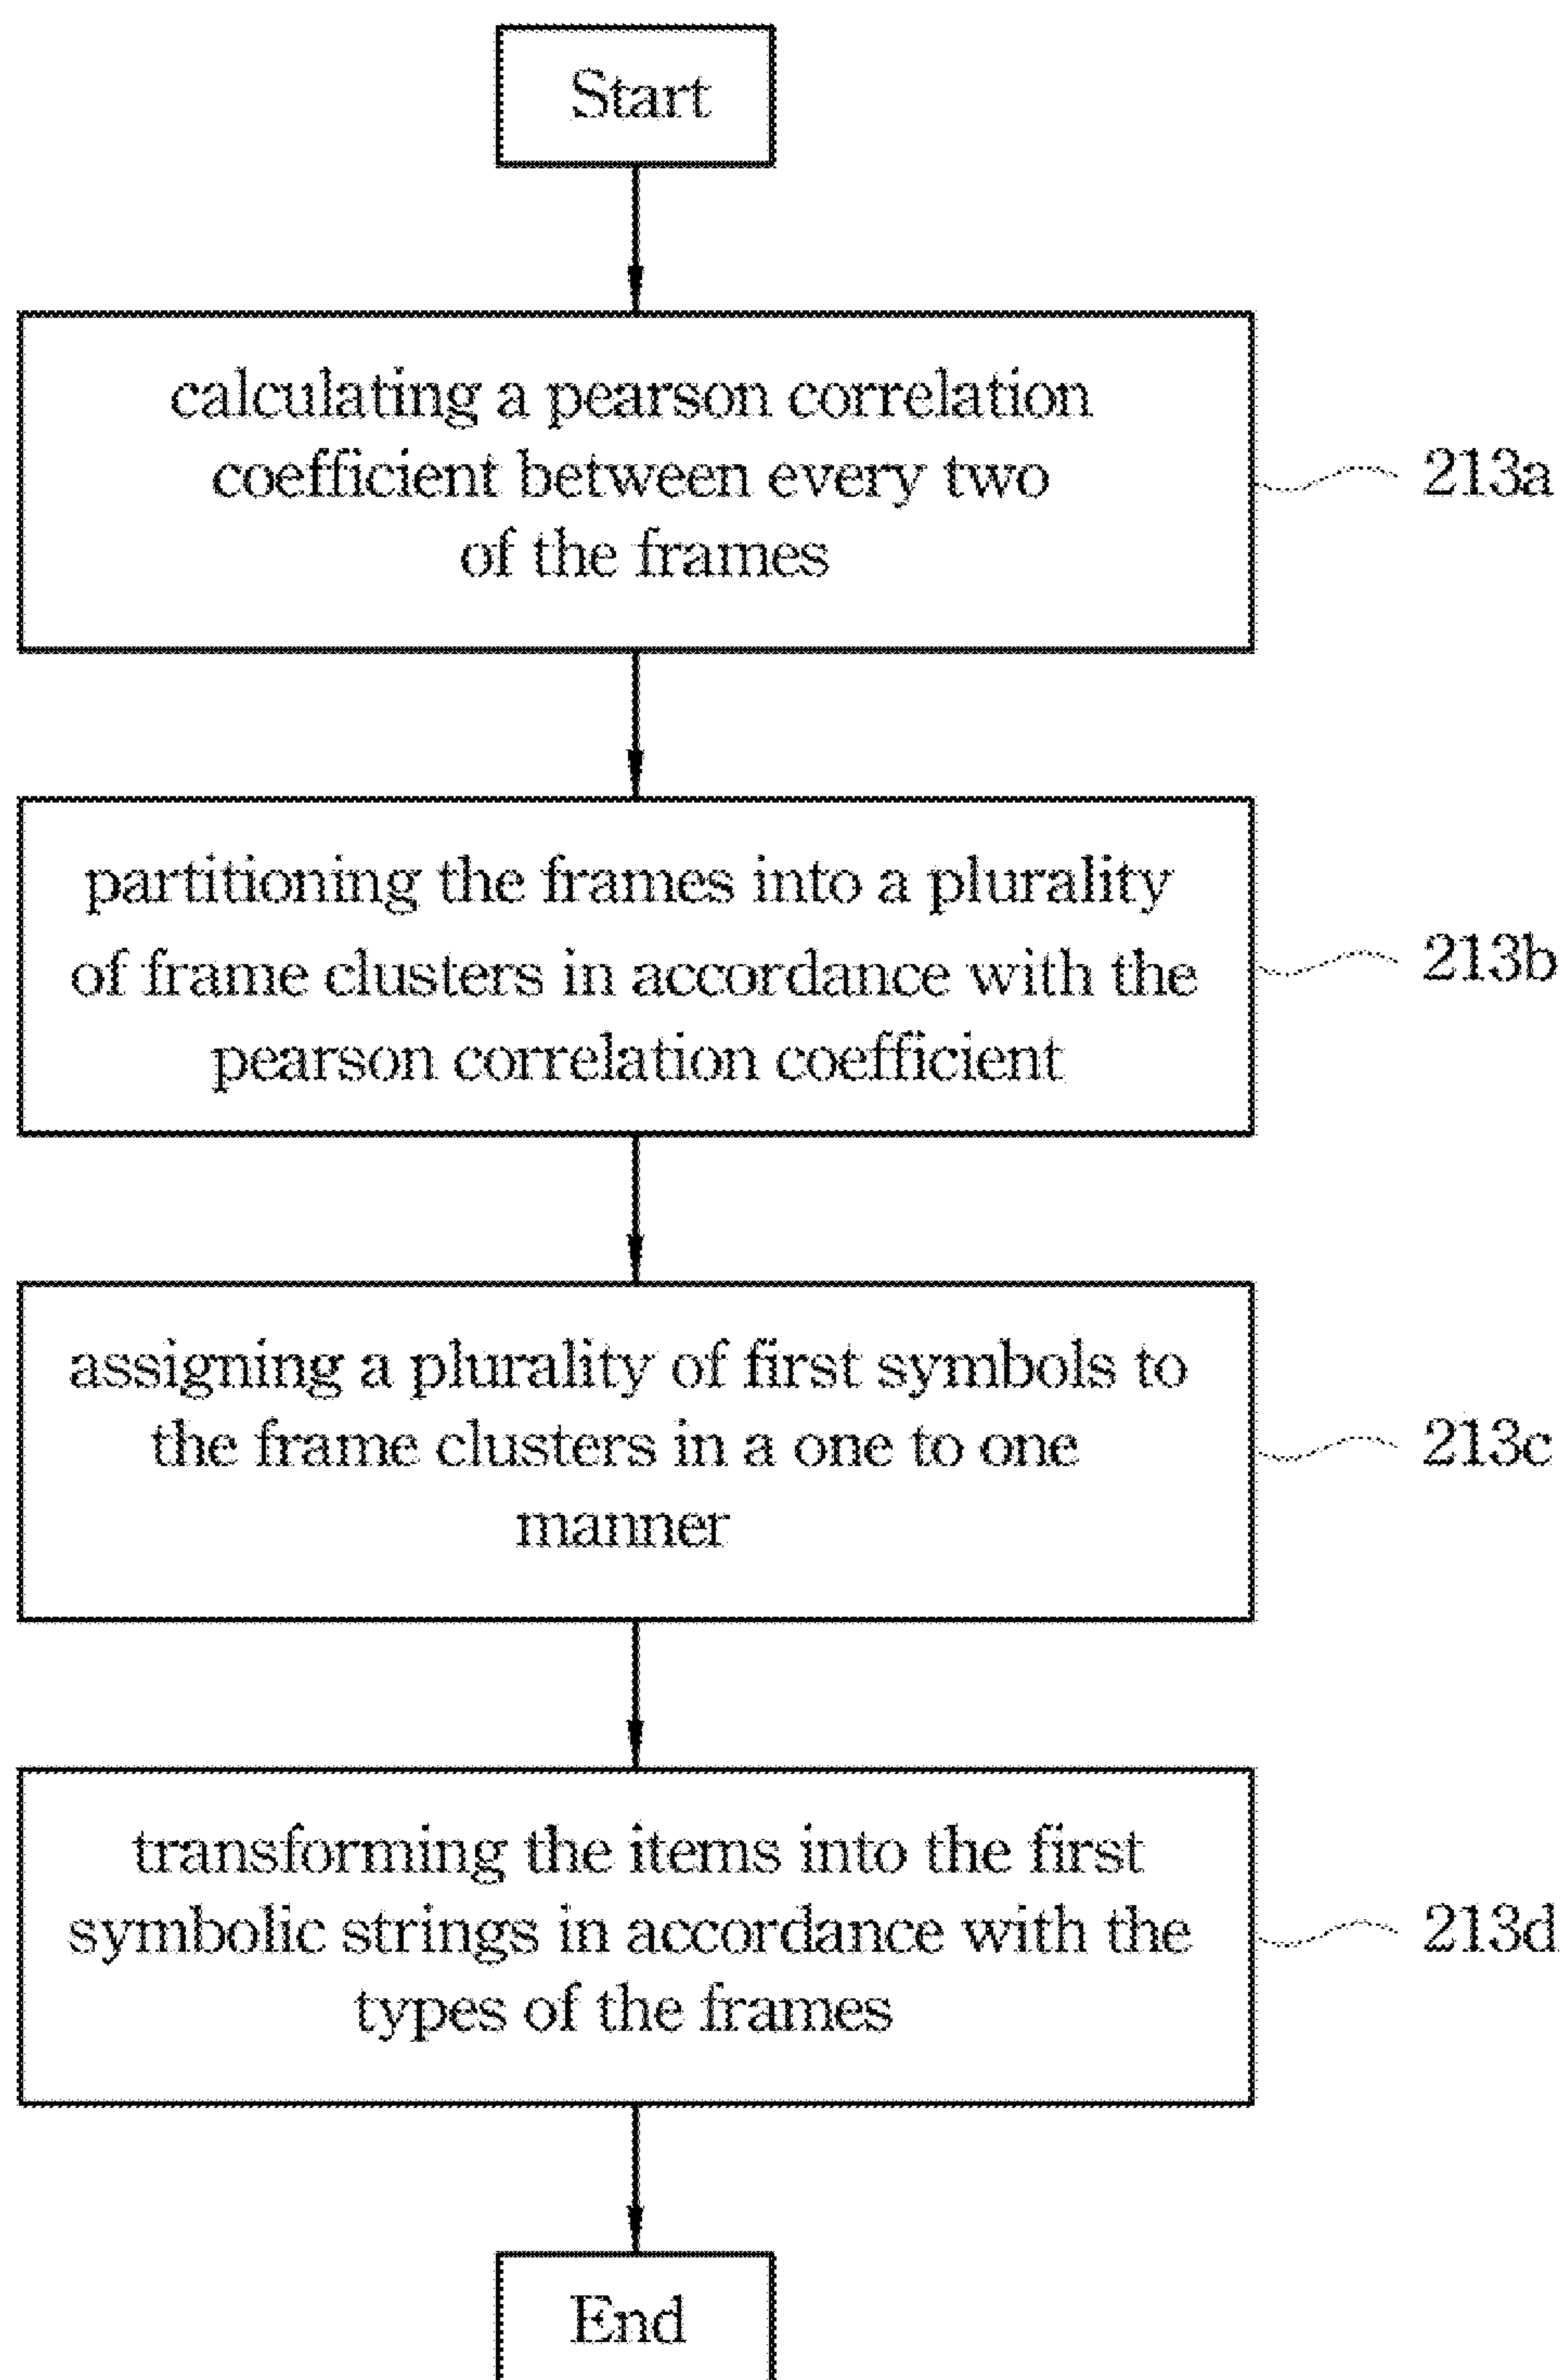 Start
calculating a pearson correlation
coefficient between every two
of the frames
213a
partitioning the frames into a plurality
of frame clusters in accordance with the
pearson correlation coefficient
213b
assigning a plurality of first symbols to
the frame clusters in a one to one
manner
213c
transforming the items into the first
symbolic strings in accordance with the
types of the frames
213d
End